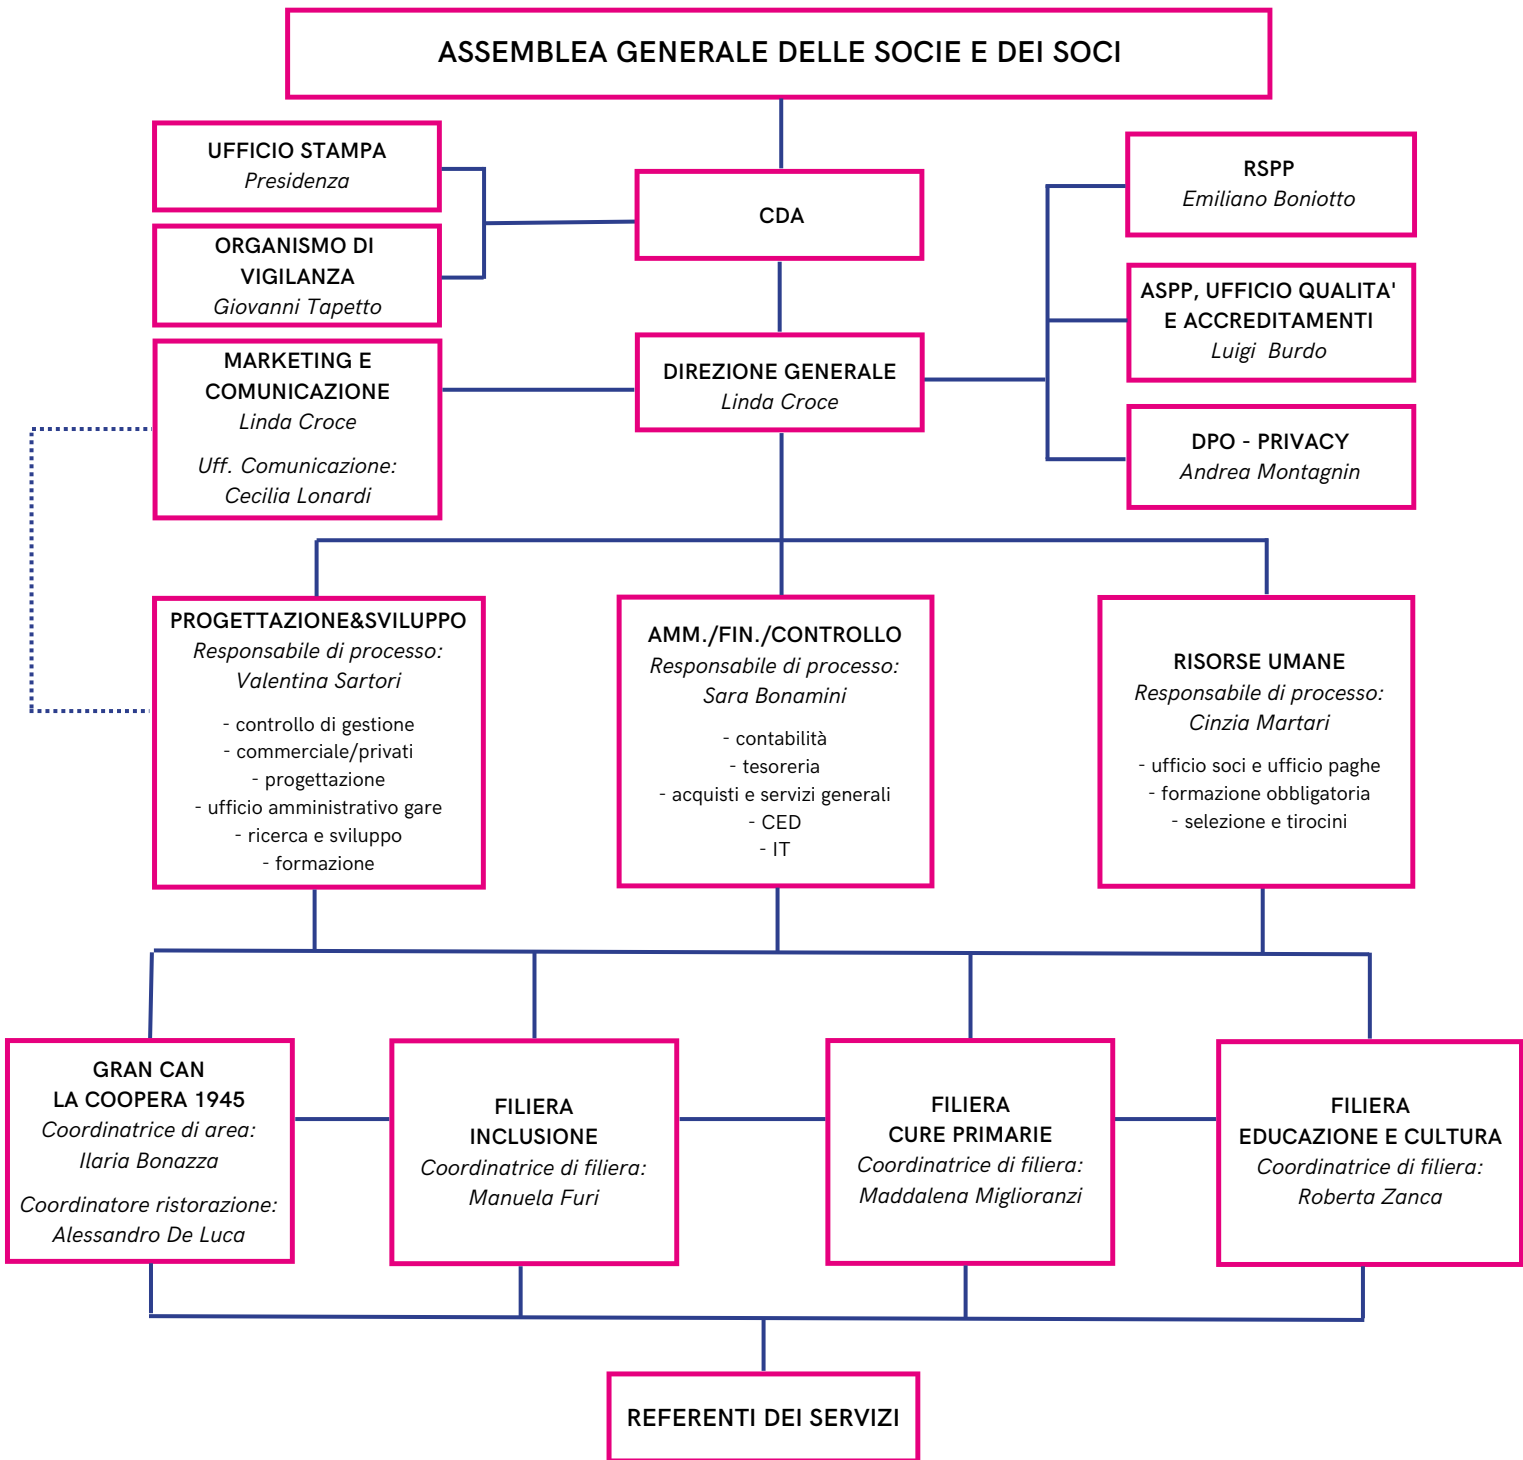 ASSEMBLEA GENERALE DELLE SOCIE E DEI SOCI
UFFICIO STAMPA
Presidenza
ORGANISMO DI
VIGILANZA
Giovanni Tapetto
CDA
RSPP
Emiliano Boniotto
ASPP, UFFICIO QUALITA'
E ACCREDITAMENTI
Luigi Burdo
MARKETING E
COMUNICAZIONE
Linda Croce
Uff. Comunicazione:
Cecilia Lonardi
DIREZIONE GENERALE
Linda Croce
DPO - PRIVACY
Andrea Montagnin
PROGETTAZIONE&SVILUPPO
Responsabile di processo:
Valentina Sartori
- controllo di gestione
- commerciale/privati
- progettazione
- ufficio amministrativo gare
- ricerca e sviluppo
- formazione
AMM./FIN./CONTROLLO
Responsabile di processo:
Sara Bonamini
- contabilità
- tesoreria
- acquisti e servizi generali
- CED
- IT
RISORSE UMANE
Responsabile di processo:
Cinzia Martari
- ufficio soci e ufficio paghe
- formazione obbligatoria
- selezione e tirocini
GRAN CAN
LA COOPERA 1945
Coordinatrice di area:
Ilaria Bonazza
Coordinatore ristorazione:
Alessandro De Luca
FILIERA
INCLUSIONE
Coordinatrice di filiera:
Manuela Furi
FILIERA
CURE PRIMARIE
Coordinatrice di filiera:
Maddalena Miglioranzi
FILIERA
EDUCAZIONE E CULTURA
Coordinatrice di filiera:
Roberta Zanca
REFERENTI DEI SERVIZI